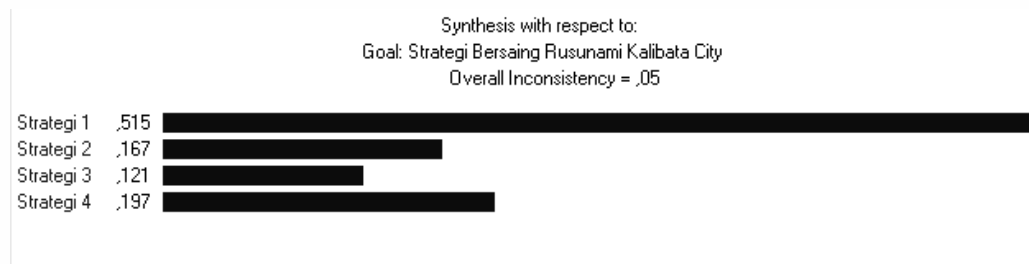 Synthesis with respect to:
Goal: Strategi Bersaing Rusunami Kalibata City
Overall Inconsistency = ,05
Strategi 1 ,515
Strategi 2 ,167
Strategi 3 ,121
Strategi 4 ,197